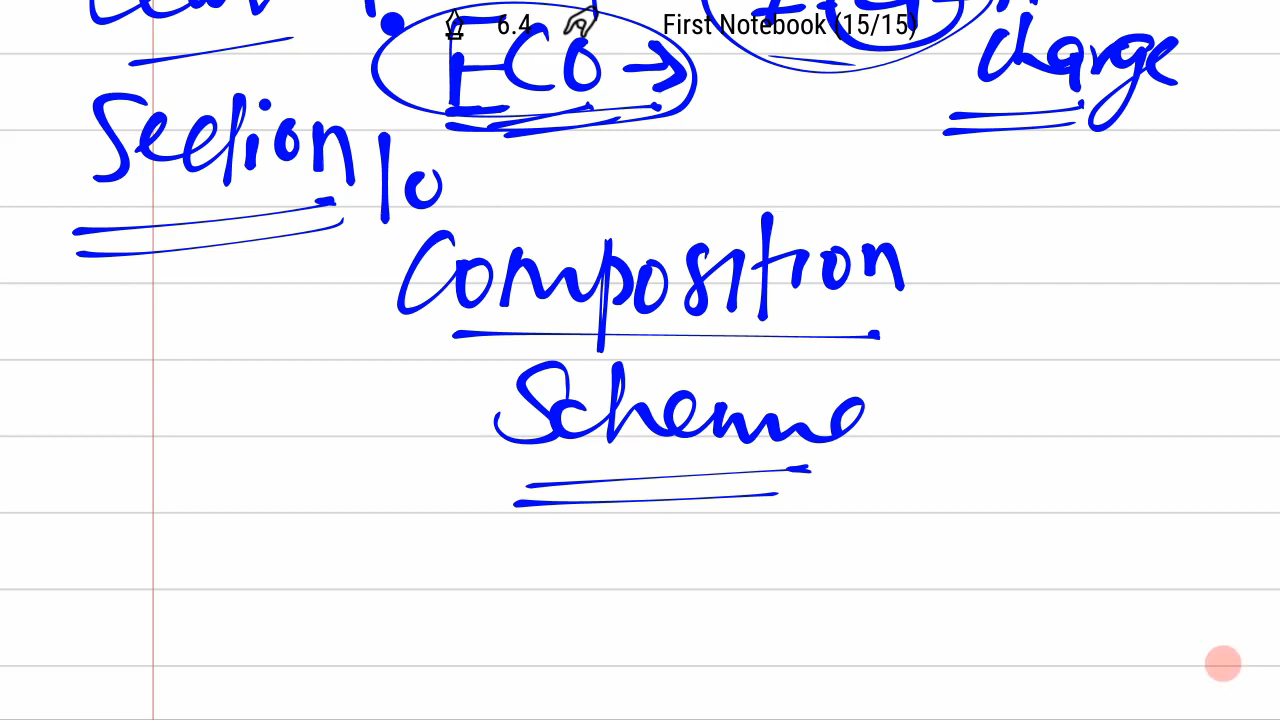 6.4 First Notebook (15/15)
ECO → charge
Section 10
Composition
Scheme